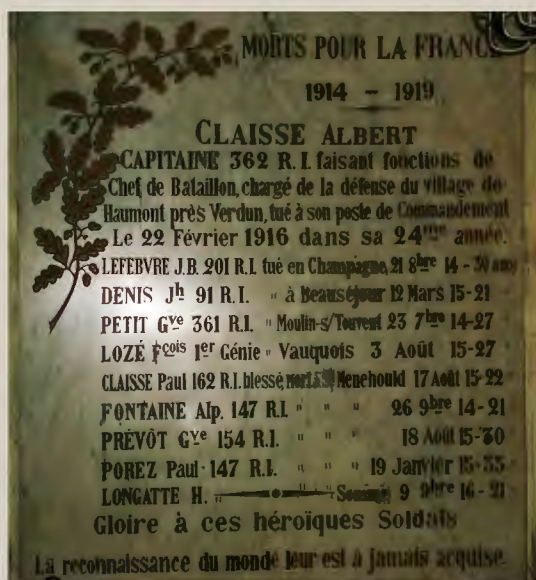 MORTS POUR LA FRANCE
1914 - 1919
CLAISSE ALBERT
CAPITAINE 362 R.I. faisant fonctions de
Chef de Bataillon, chargé de la défense du village de
Haumont près Verdun, tué à son poste de Commandement
Le 22 Février 1916 dans sa 24me année.
LEFEBVRE J.B. 201 R.I. tué en Champagne, 21 8bre 14 - 30 ans
DENIS Jh 91 R.I. " à Beauséjour 12 Mars 15-21
PETIT Gve 361 R.I. " Moulin-s/Touvent 23 7bre 14-27
LOZÉ Fçois 1er Génie " Vauquois 3 Août 15-27
CLAISSE Paul 162 R.I. blessé, mort à Menehould 17 Août 15-22
FONTAINE Alp. 147 R.I. " " " 26 9bre 14-21
PRÉVÔT Gve 154 R.I. " " " 18 Août 15-30
POREZ Paul 147 R.I. " " " 19 Janvier 15-33
LONGATTE H. 9 9bre 16-21
Gloire à ces héroïques Soldats
La reconnaissance du monde leur est à jamais acquise.